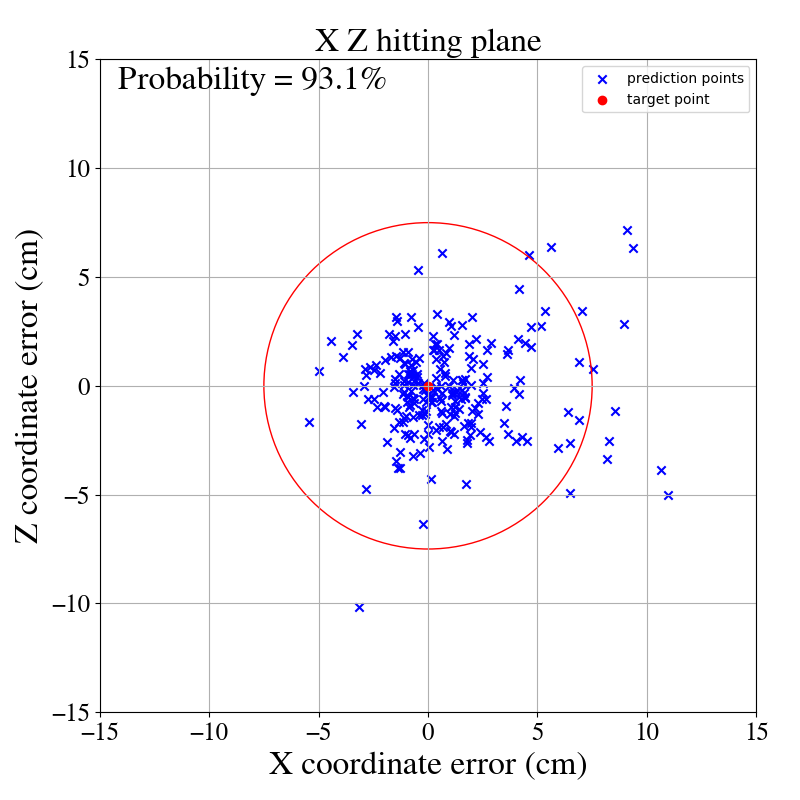 X Z hitting plane
Probability = 93.1%
prediction points
target point
15
10
5
0
−5
−10
−15
Z coordinate error (cm)
−15 −10 −5 0 5 10 15
X coordinate error (cm)